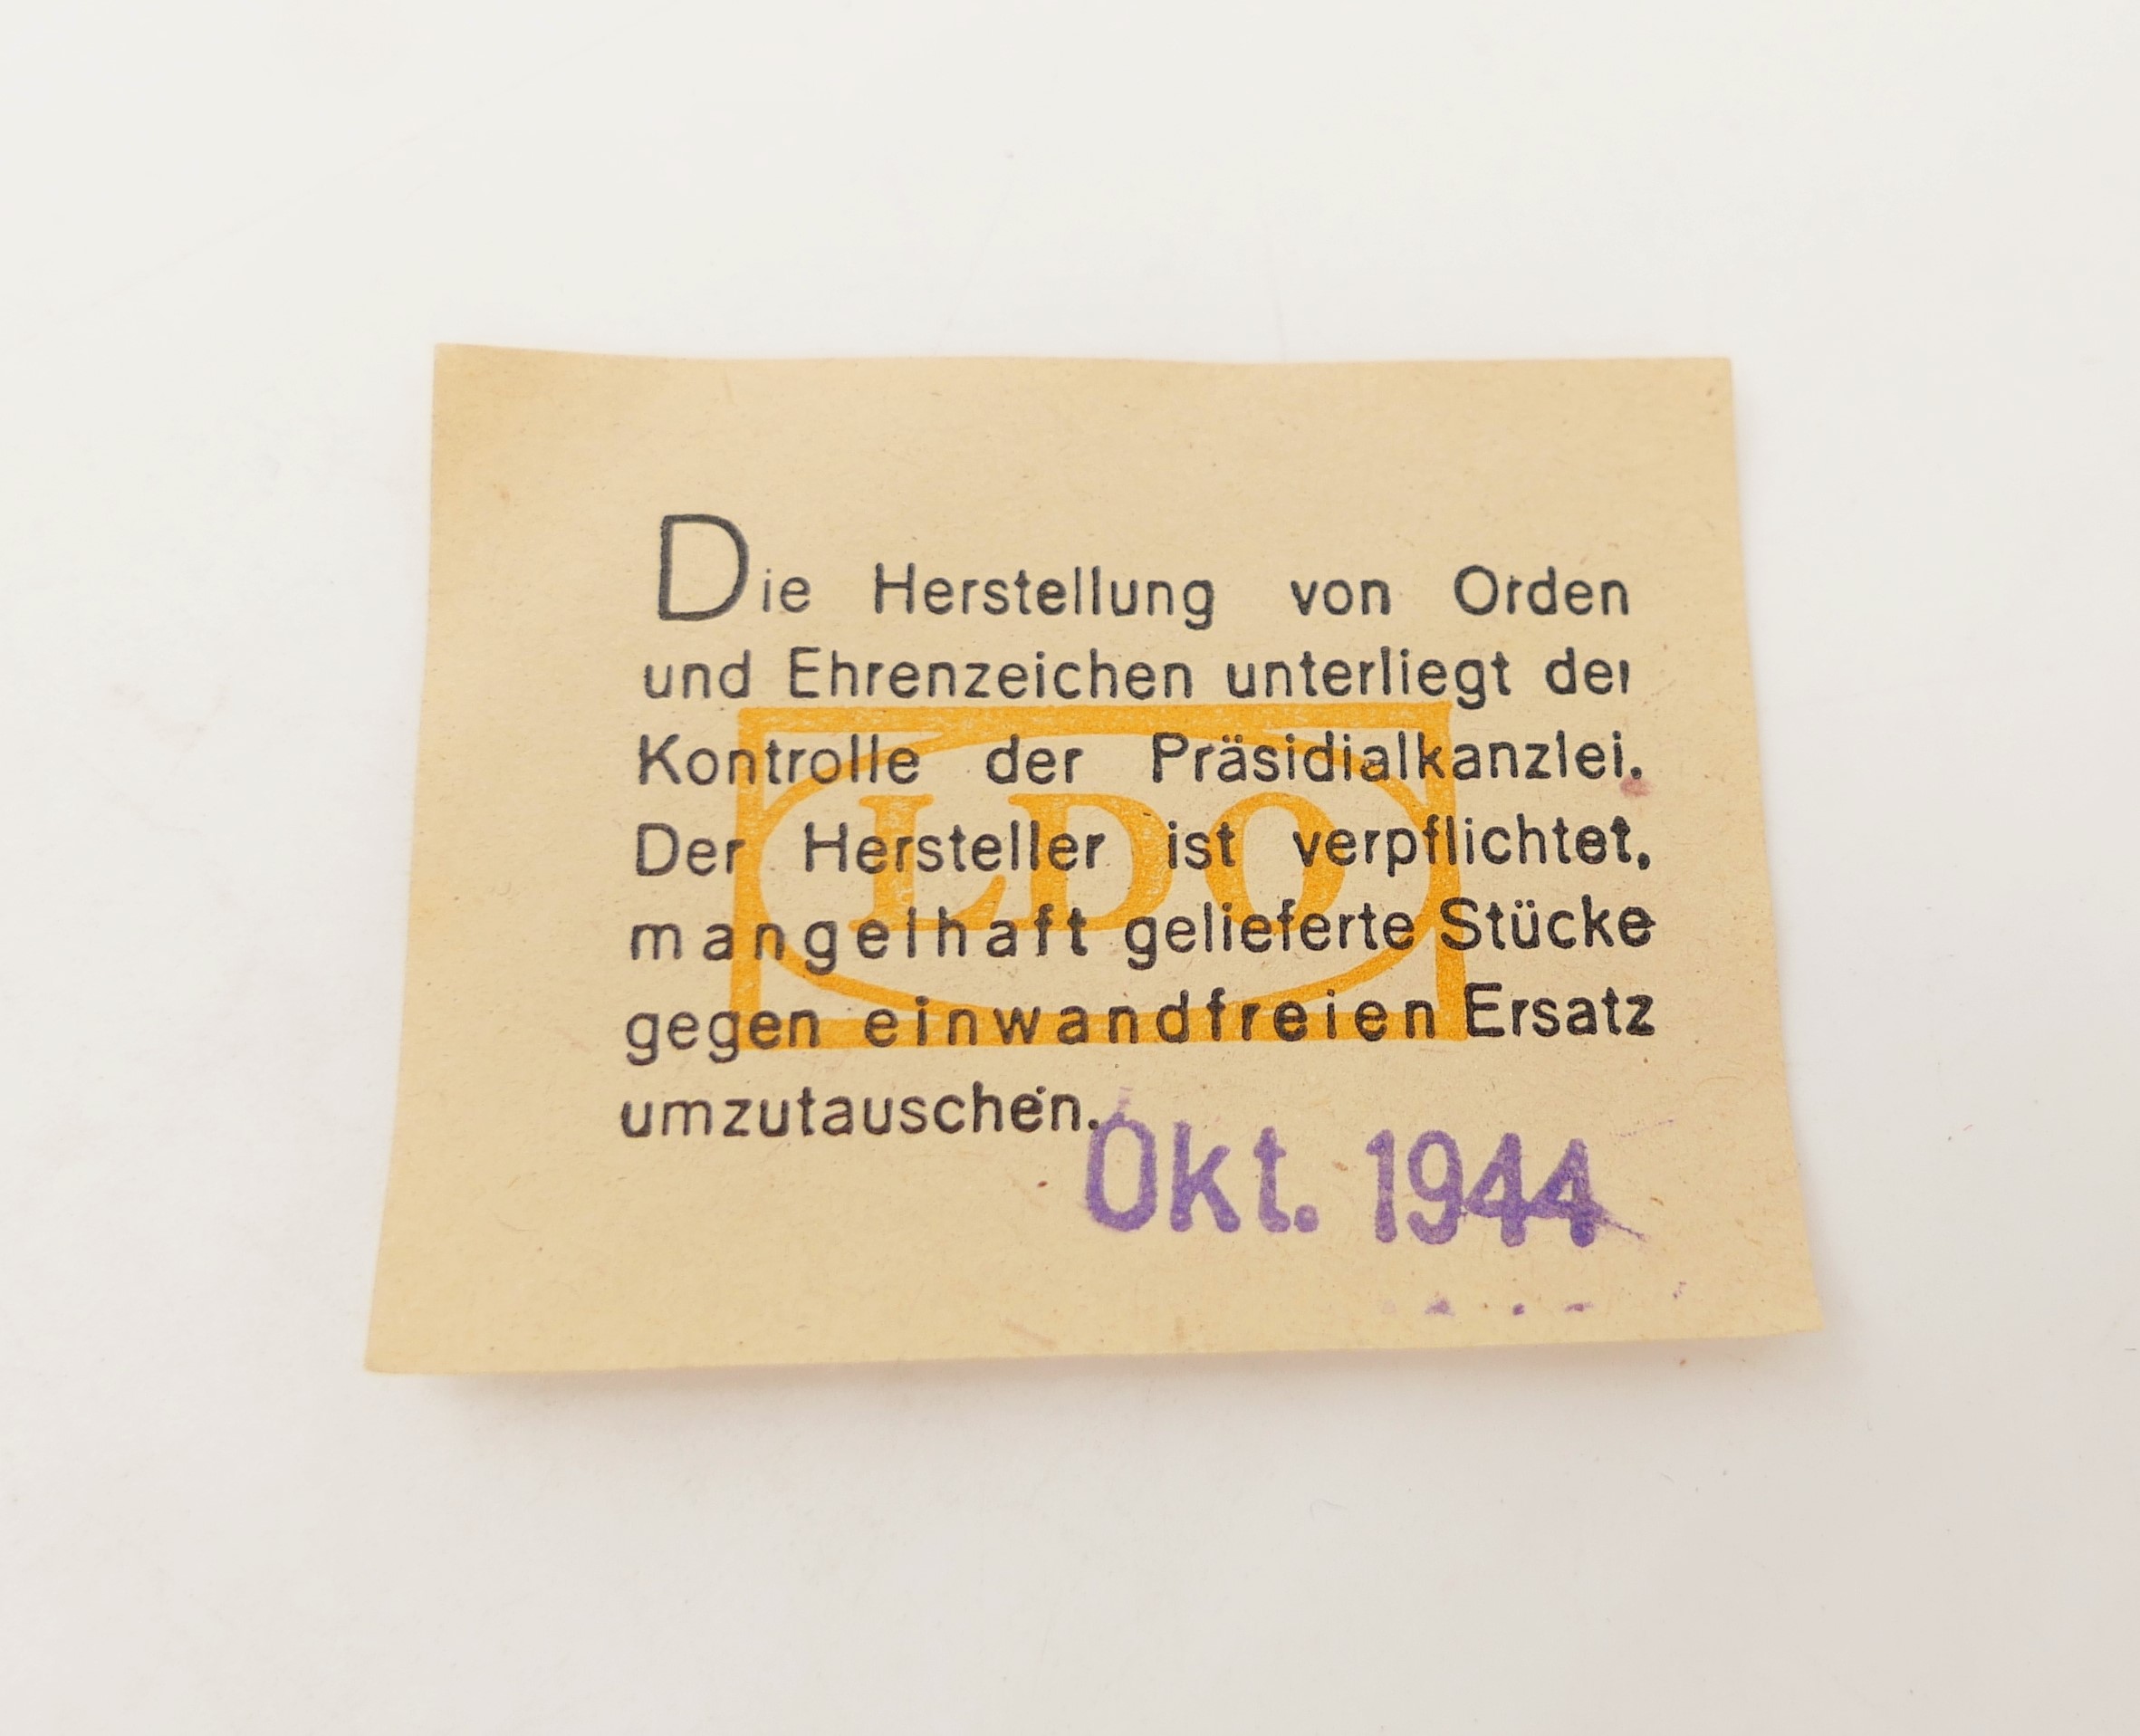 Die Herstellung von Orden
und Ehrenzeichen unterliegt der
Kontrolle der Präsidialkanzlei.
Der Hersteller ist verpflichtet,
mangelhaft gelieferte Stücke
gegen einwandfreien Ersatz
umzutauschen.
LDO
Okt. 1944